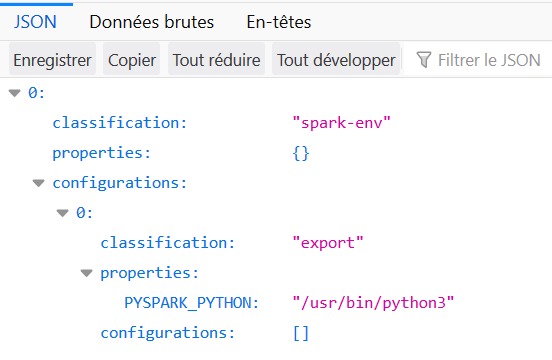 JSON Données brutes En-têtes
Enregistrer Copier Tout réduire Tout développer Filtrer le JSON
0:
classification: "spark-env"
properties: {}
configurations:
0:
classification: "export"
properties:
PYSPARK_PYTHON: "/usr/bin/python3"
configurations: []